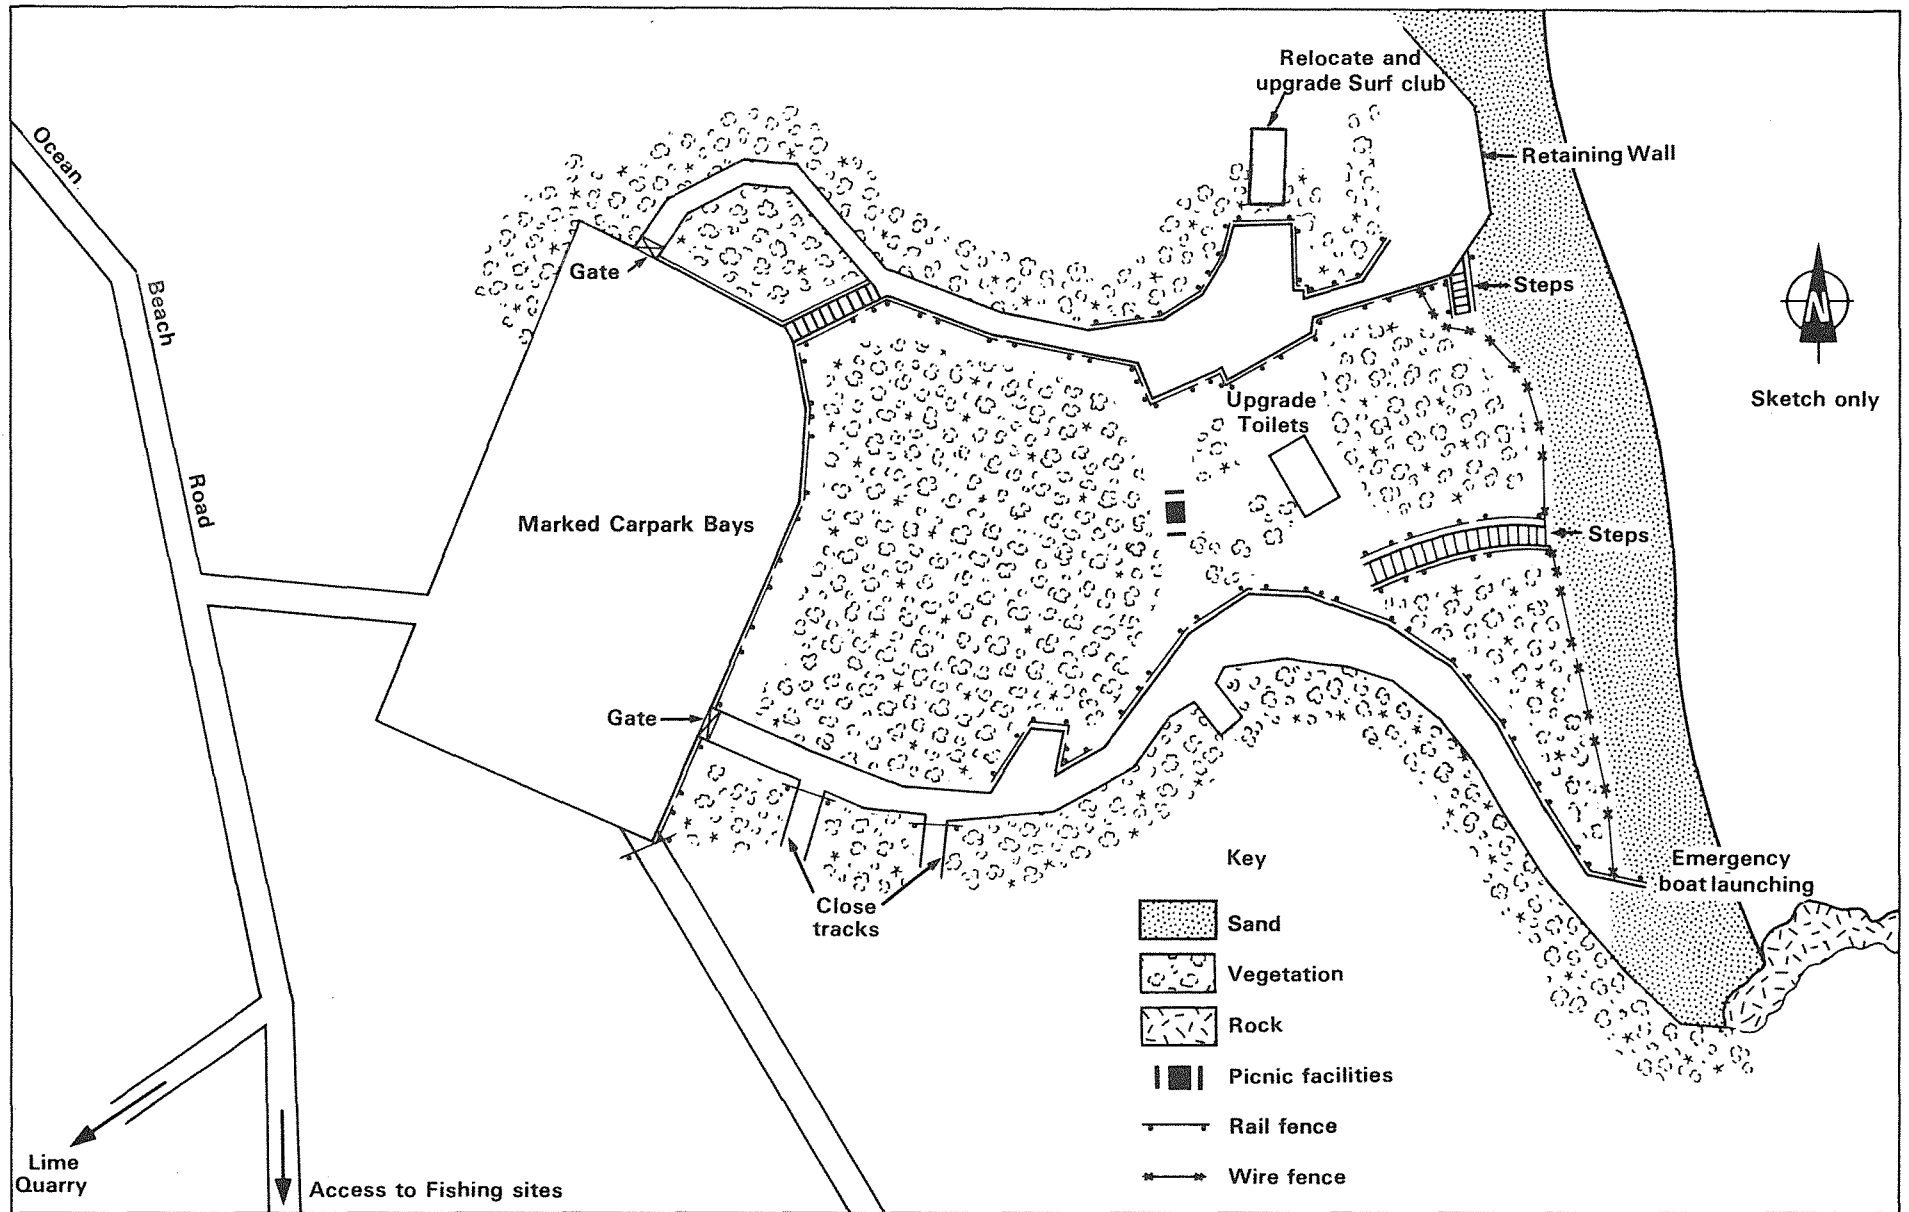 Relocate and
upgrade Surf club
Ocean
Beach
Road
Retaining Wall
Gate
Steps
N
Sketch only
Upgrade
Toilets
Marked Carpark Bays
Steps
Gate
Close
tracks
Emergency
boat launching
Key
Sand
Vegetation
Rock
Picnic facilities
Rail fence
Wire fence
Lime
Quarry
Access to Fishing sites